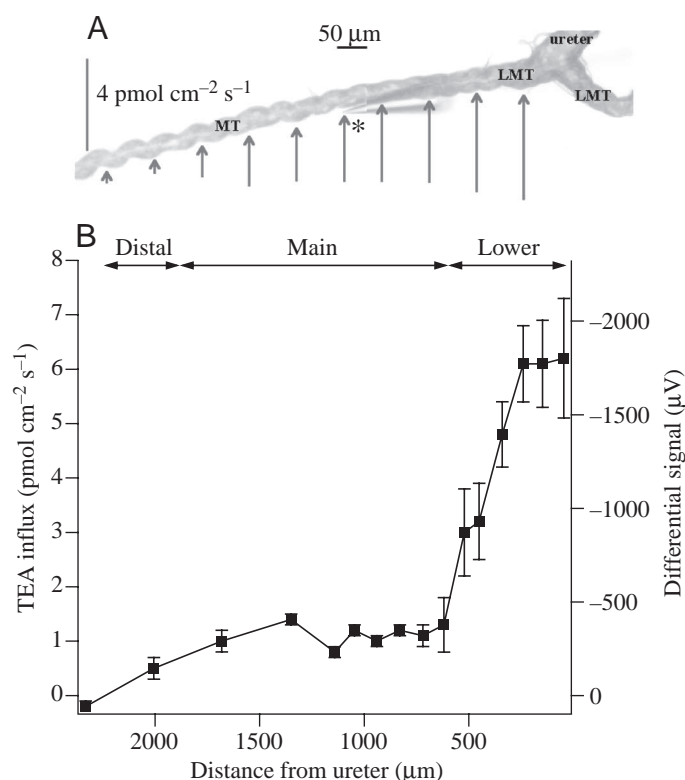 A
50 μm
ureter
LMT
LMT
4 pmol cm⁻² s⁻¹
MT
*
B
Distal
Main
Lower
8
7
6
5
4
3
2
1
0
TEA influx (pmol cm⁻² s⁻¹)
–2000
–1500
–1000
–500
0
Differential signal (μV)
2000
1500
1000
500
Distance from ureter (μm)